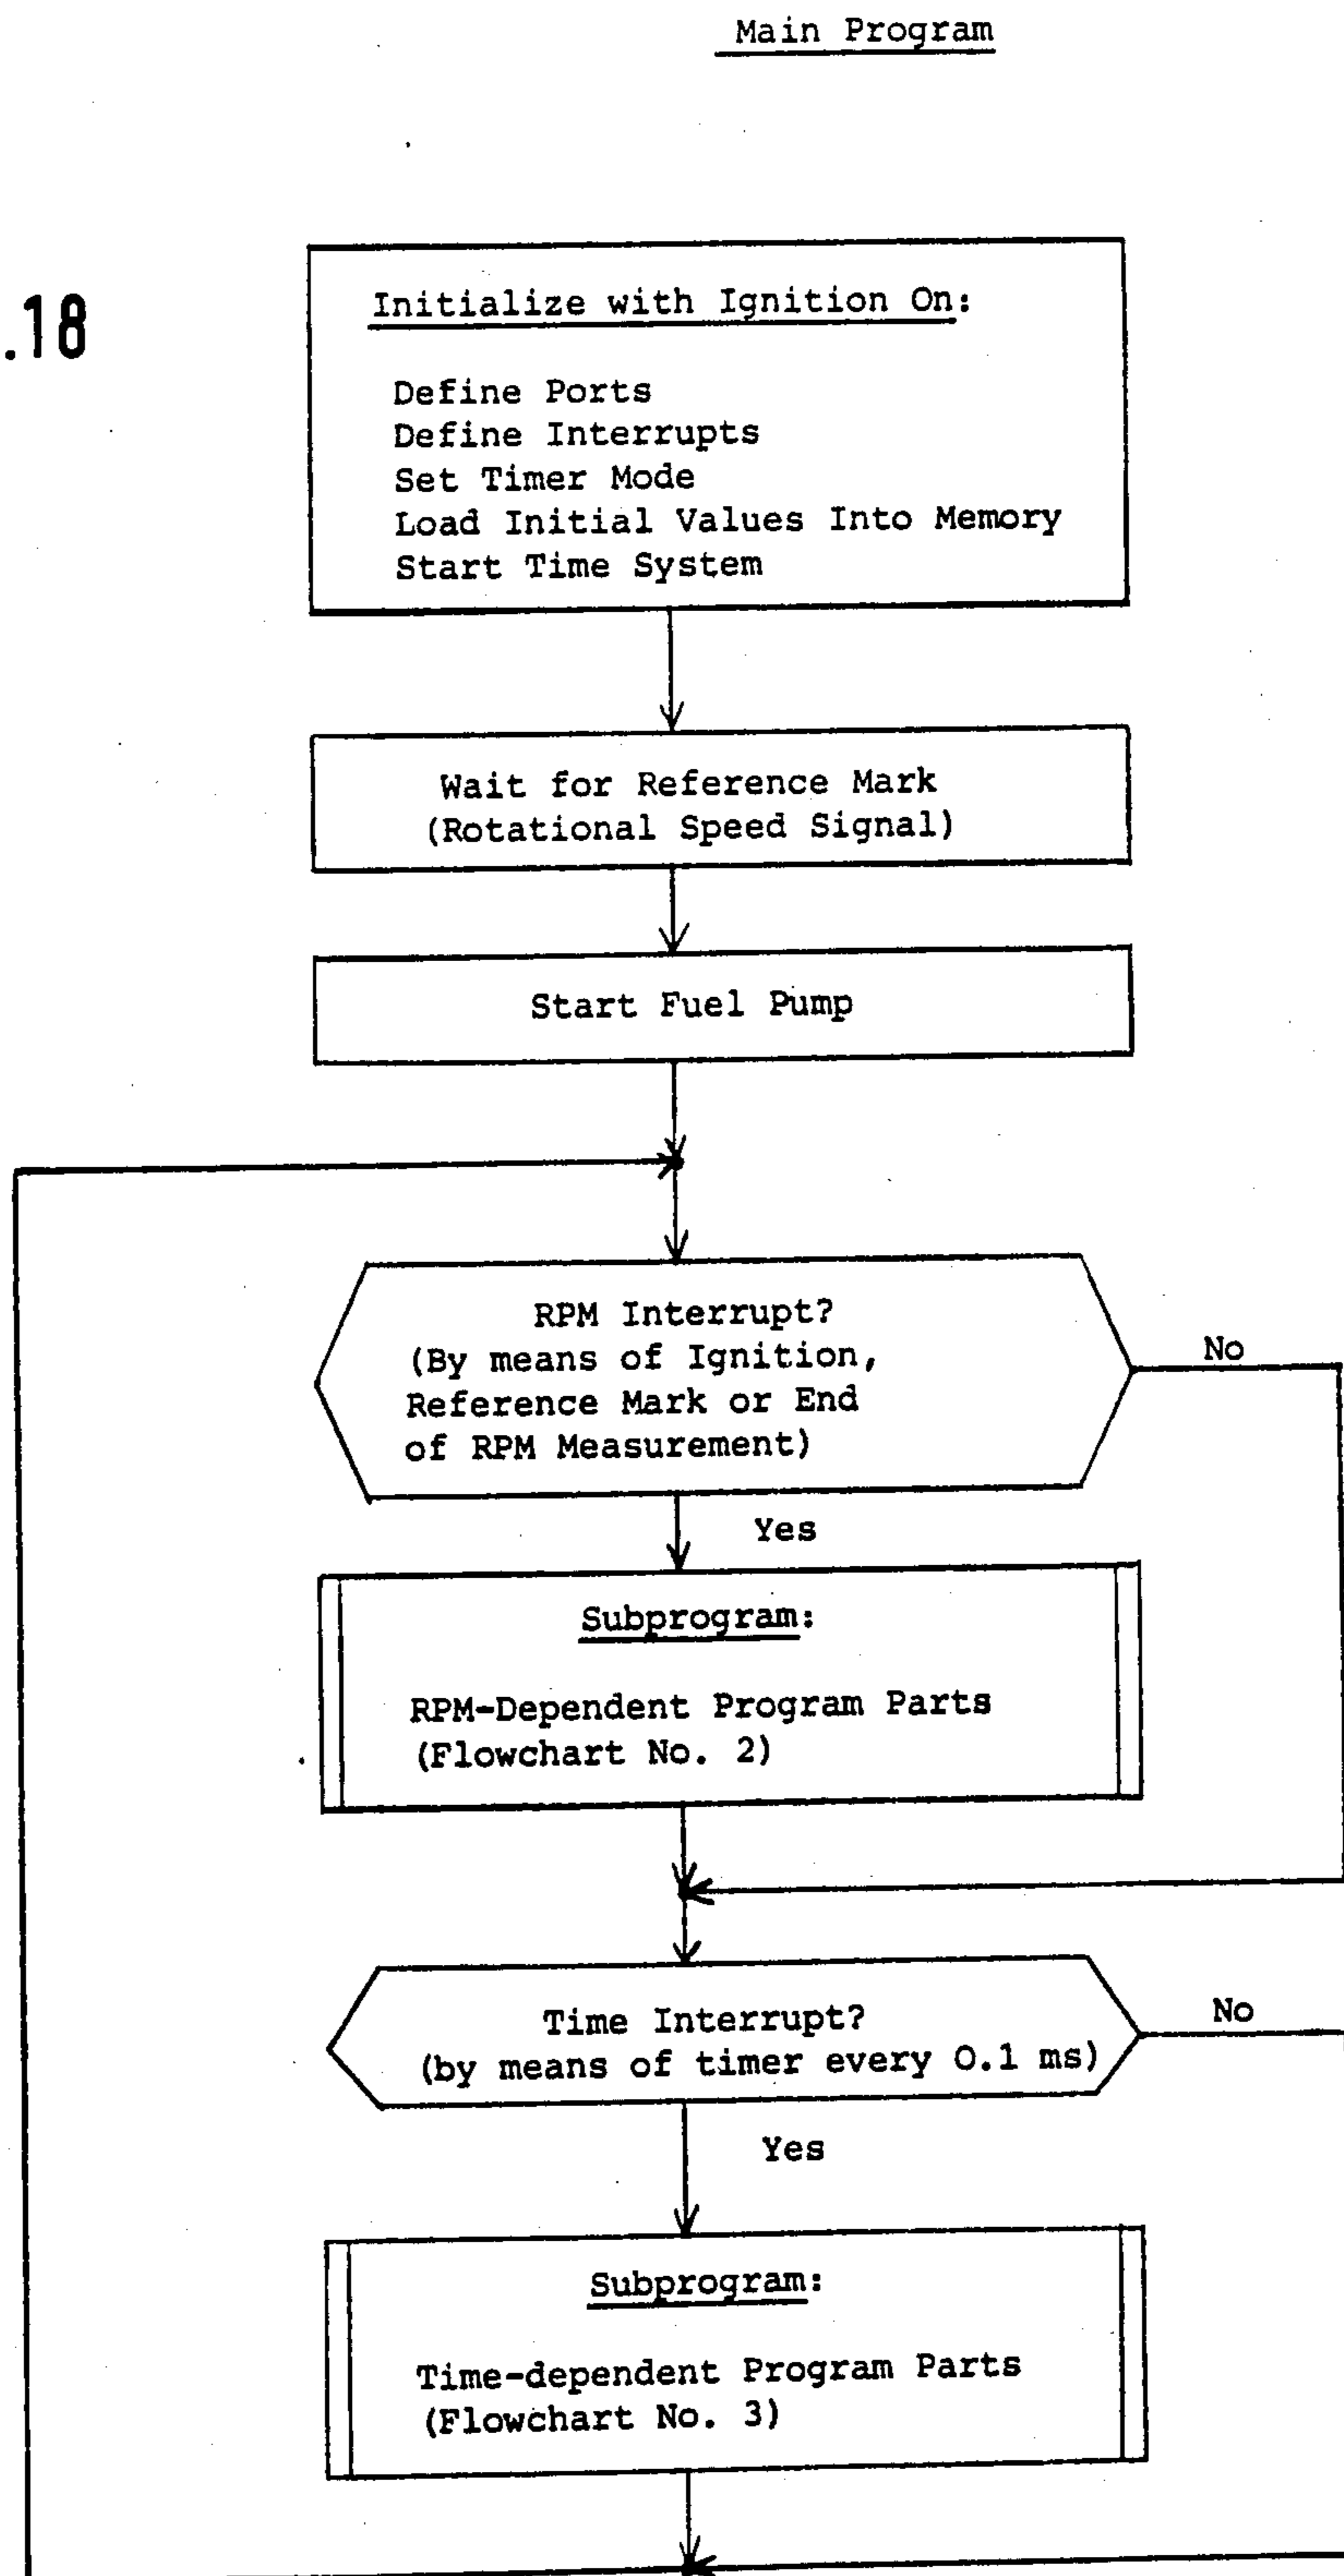 Main Program
.18
Initialize with Ignition On:
Define Ports
Define Interrupts
Set Timer Mode
Load Initial Values Into Memory
Start Time System
Wait for Reference Mark
(Rotational Speed Signal)
Start Fuel Pump
RPM Interrupt?
(By means of Ignition,
Reference Mark or End
of RPM Measurement)
No
Yes
Subprogram:
RPM-Dependent Program Parts
(Flowchart No. 2)
Time Interrupt?
(by means of timer every 0.1 ms)
No
Yes
Subprogram:
Time-dependent Program Parts
(Flowchart No. 3)